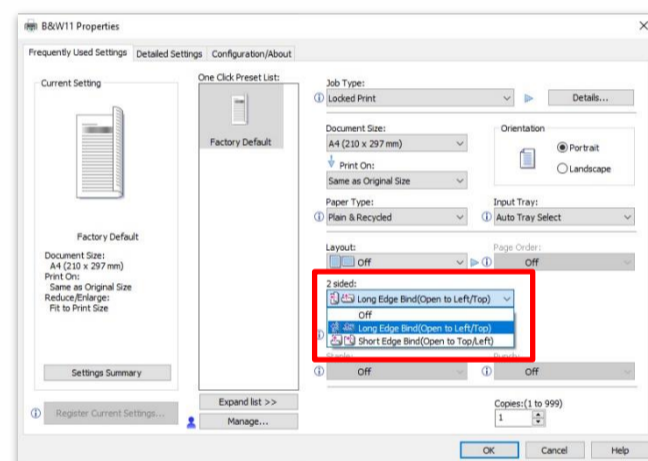 B&W11 Properties
Frequently Used Settings Detailed Settings Configuration/About
Current Setting
One Click Preset List:
Factory Default
Factory Default
Document Size:
A4 (210 x 297 mm)
Print On:
Same as Original Size
Reduce/Enlarge:
Fit to Print Size
Settings Summary
Register Current Settings...
Expand list >>
Manage...
Job Type:
Locked Print
Details...
Document Size:
A4 (210 x 297 mm)
Print On:
Same as Original Size
Orientation
Portrait
Landscape
Paper Type:
Plain & Recycled
Input Tray:
Auto Tray Select
Layout:
Off
Page Order:
Off
2 sided:
Long Edge Bind(Open to Left/Top)
Off
Long Edge Bind(Open to Left/Top)
Short Edge Bind(Open to Top/Left)
Staple:
Off
Punch:
Off
Copies:(1 to 999)
1
OK Cancel Help